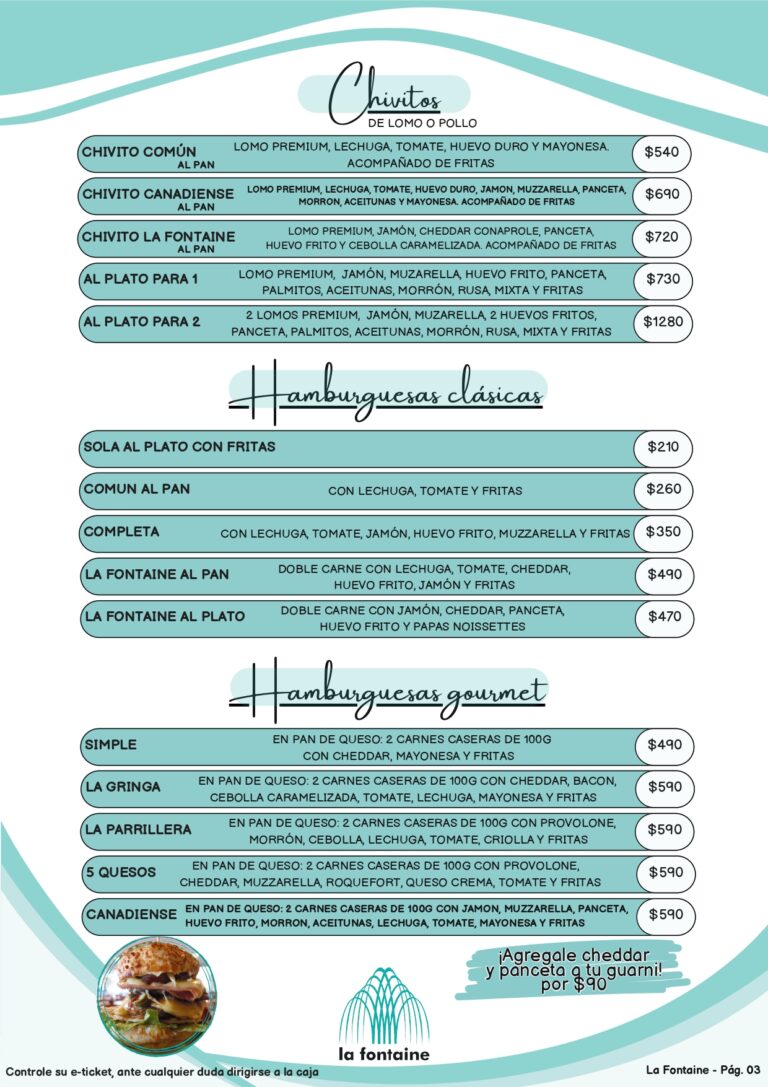 Chivitos
DE LOMO O POLLO
CHIVITO COMÚN
AL PAN
LOMO PREMIUM, LECHUGA, TOMATE, HUEVO DURO Y MAYONESA.
ACOMPAÑADO DE FRITAS
$540
CHIVITO CANADIENSE
AL PAN
LOMO PREMIUM, LECHUGA, TOMATE, HUEVO DURO, JAMON, MUZZARELLA, PANCETA,
MORRON, ACEITUNAS Y MAYONESA. ACOMPAÑADO DE FRITAS
$690
CHIVITO LA FONTAINE
AL PAN
LOMO PREMIUM, JAMÓN, CHEDDAR CONAPROLE, PANCETA,
HUEVO FRITO Y CEBOLLA CARAMELIZADA. ACOMPAÑADO DE FRITAS
$720
AL PLATO PARA 1
LOMO PREMIUM, JAMÓN, MUZARELLA, HUEVO FRITO, PANCETA,
PALMITOS, ACEITUNAS, MORRÓN, RUSA, MIXTA Y FRITAS
$730
AL PLATO PARA 2
2 LOMOS PREMIUM, JAMÓN, MUZARELLA, 2 HUEVOS FRITOS,
PANCETA, PALMITOS, ACEITUNAS, MORRÓN, RUSA, MIXTA Y FRITAS
$1280
Hamburguesas clásicas
SOLA AL PLATO CON FRITAS
$210
COMUN AL PAN
CON LECHUGA, TOMATE Y FRITAS
$260
COMPLETA
CON LECHUGA, TOMATE, JAMÓN, HUEVO FRITO, MUZZARELLA Y FRITAS
$350
LA FONTAINE AL PAN
DOBLE CARNE CON LECHUGA, TOMATE, CHEDDAR,
HUEVO FRITO, JAMÓN Y FRITAS
$490
LA FONTAINE AL PLATO
DOBLE CARNE CON JAMÓN, CHEDDAR, PANCETA,
HUEVO FRITO Y PAPAS NOISSETTES
$470
Hamburguesas gourmet
SIMPLE
EN PAN DE QUESO: 2 CARNES CASERAS DE 100G
CON CHEDDAR, MAYONESA Y FRITAS
$490
LA GRINGA
EN PAN DE QUESO: 2 CARNES CASERAS DE 100G CON CHEDDAR, BACON,
CEBOLLA CARAMELIZADA, TOMATE, LECHUGA, MAYONESA Y FRITAS
$590
LA PARRILLERA
EN PAN DE QUESO: 2 CARNES CASERAS DE 100G CON PROVOLONE,
MORRÓN, CEBOLLA, LECHUGA, TOMATE, CRIOLLA Y FRITAS
$590
5 QUESOS
EN PAN DE QUESO: 2 CARNES CASERAS DE 100G CON PROVOLONE,
CHEDDAR, MUZZARELLA, ROQUEFORT, QUESO CREMA, TOMATE Y FRITAS
$590
CANADIENSE
EN PAN DE QUESO: 2 CARNES CASERAS DE 100G CON JAMON, MUZZARELLA, PANCETA,
HUEVO FRITO, MORRON, ACEITUNAS, LECHUGA, TOMATE, MAYONESA Y FRITAS
$590
¡Agregale cheddar
y panceta a tu guarni!
por $90
la fontaine
Controle su e-ticket, ante cualquier duda dirigirse a la caja
La Fontaine - Pág. 03